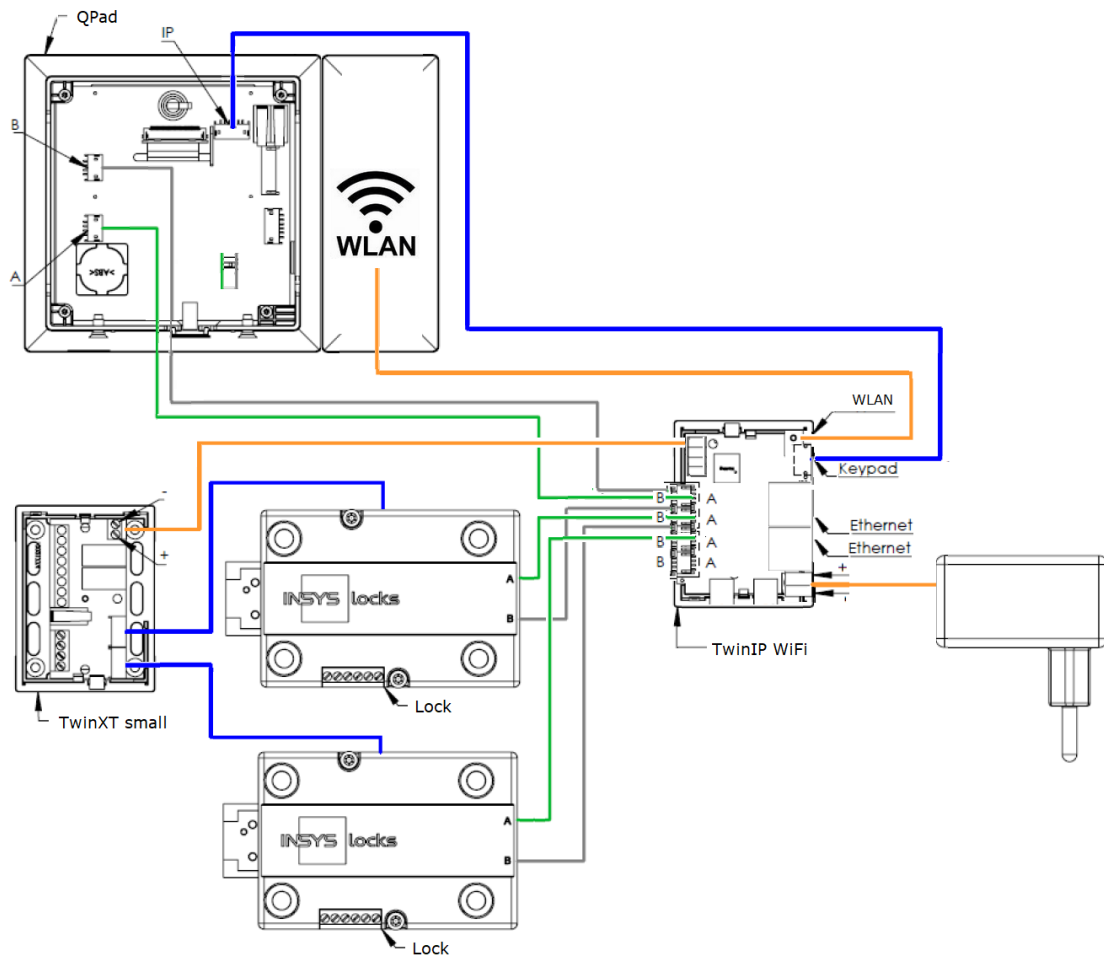 QPad
IP
B
A
>ABS<
WLAN
WLAN
Keypad
B
A
B
A
B
A
B
A
Ethernet
Ethernet
+
-
TwinIP WiFi
-
+
TwinXT small
INSYS locks
A
B
Lock
INSYS locks
A
B
Lock